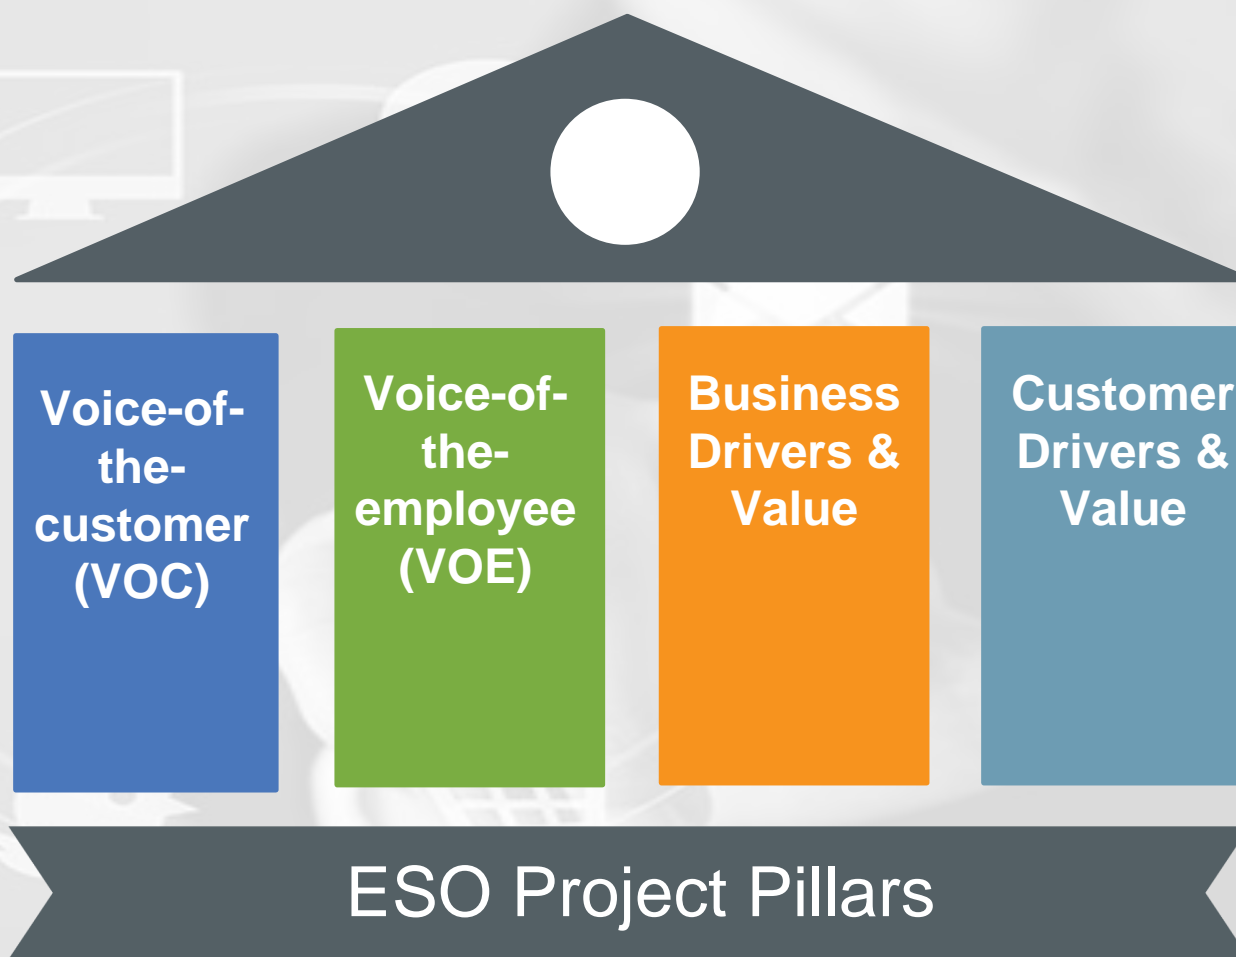 Voice-of-
the-
customer
(VOC)
Voice-of-
the-
employee
(VOE)
Business
Drivers &
Value
Customer
Drivers &
Value
ESO Project Pillars